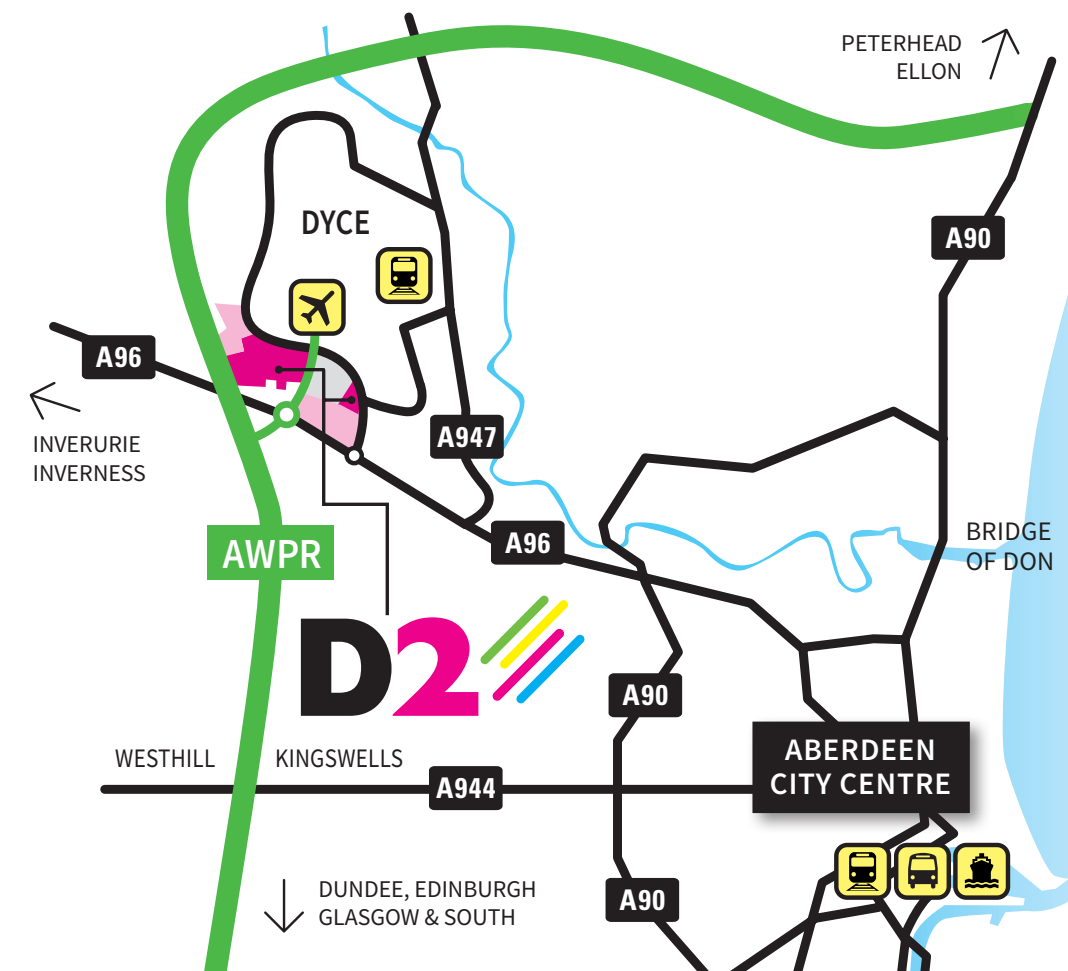 PETERHEAD
ELLON
DYCE
A90
A96
INVERURIE
INVERNESS
A947
A96
AWPR
BRIDGE
OF DON
D2
A90
WESTHILL
KINGSWELLS
A944
ABERDEEN
CITY CENTRE
DUNDEE, EDINBURGH
GLASGOW & SOUTH
A90